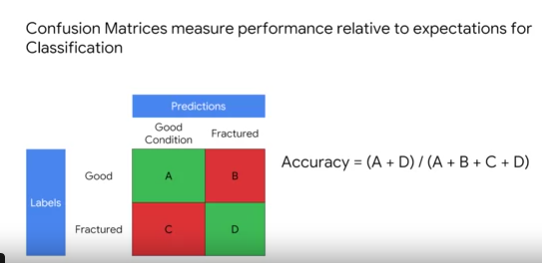 Confusion Matrices measure performance relative to expectations for
Classification
Predictions
Good
Condition
Fractured
Accuracy = (A + D) / (A + B + C + D)
Good
A
B
Labels
Fractured
C
D